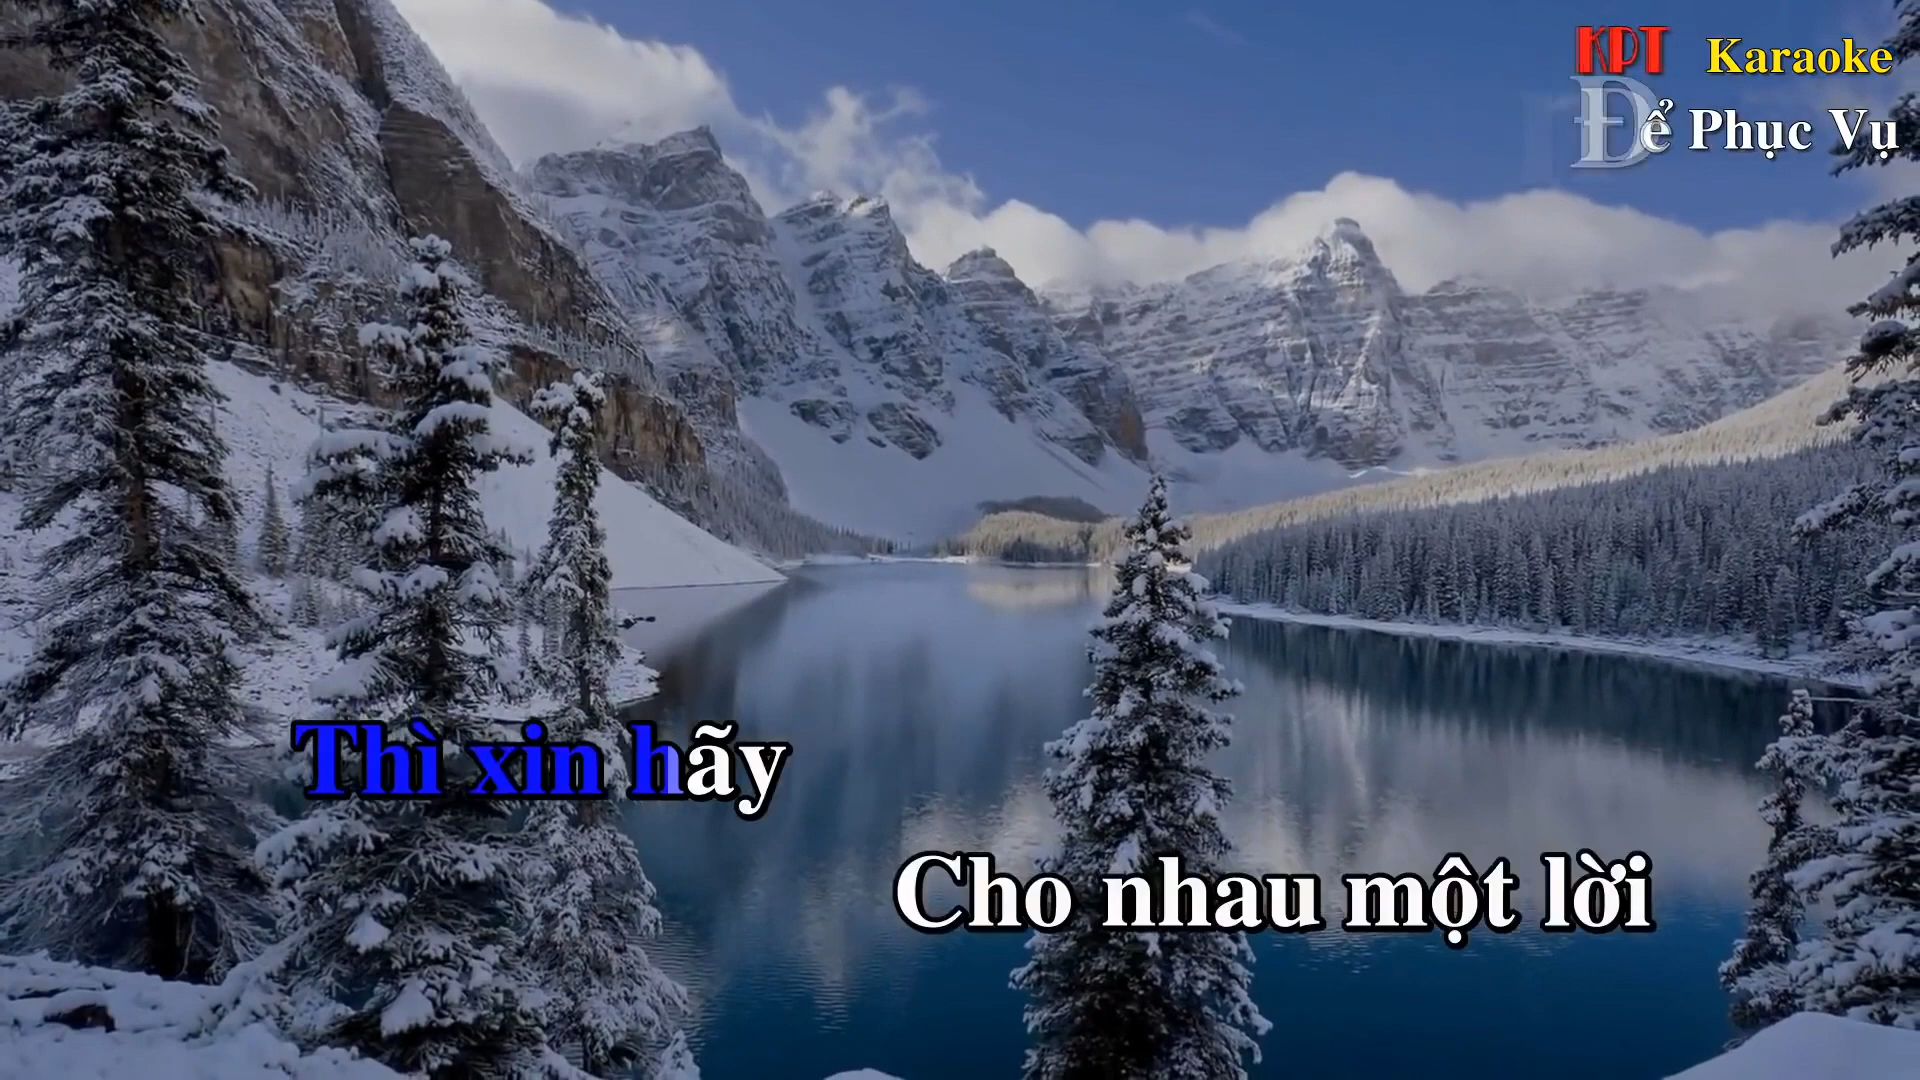 KPT Karaoke
Để Phục Vụ
Thì xin hãy
Cho nhau một lời